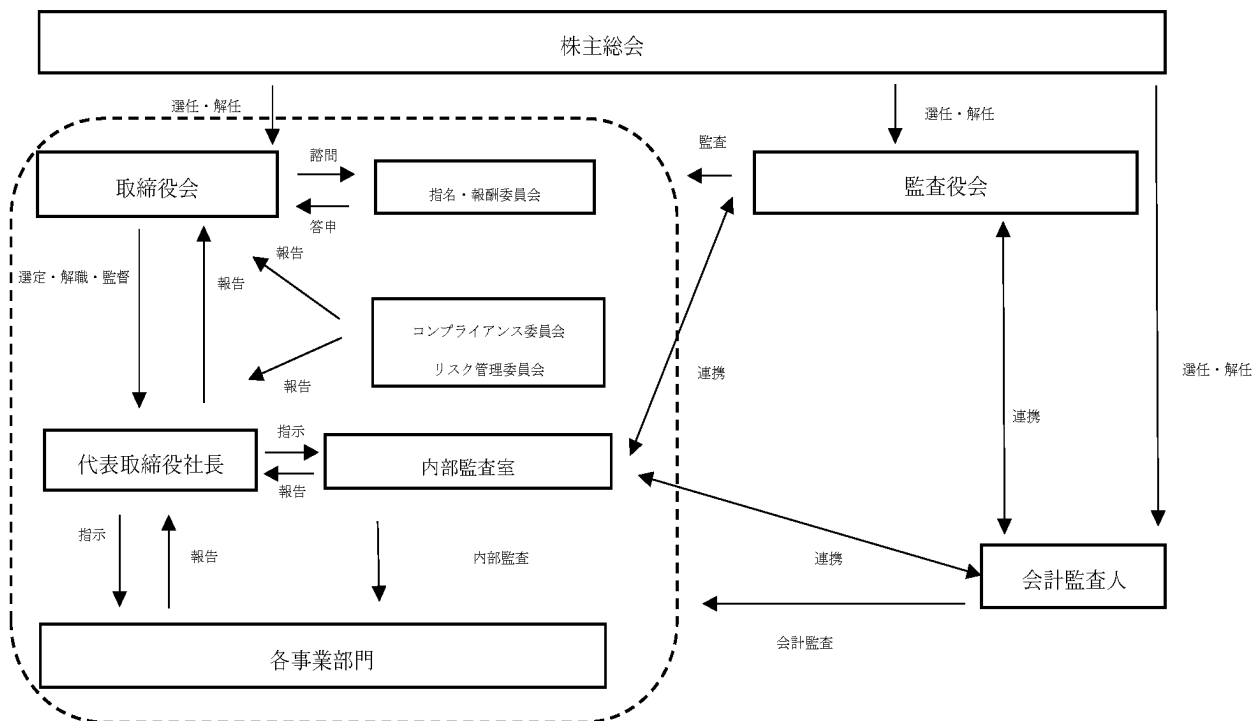 株主総会
選任・解任
選任・解任
監査
諮問
取締役会
指名・報酬委員会
監査役会
答申
報告
選定・解職・監督
報告
コンプライアンス委員会
リスク管理委員会
報告
連携
選任・解任
連携
指示
代表取締役社長
内部監査室
報告
指示
報告
内部監査
連携
会計監査人
会計監査
各事業部門